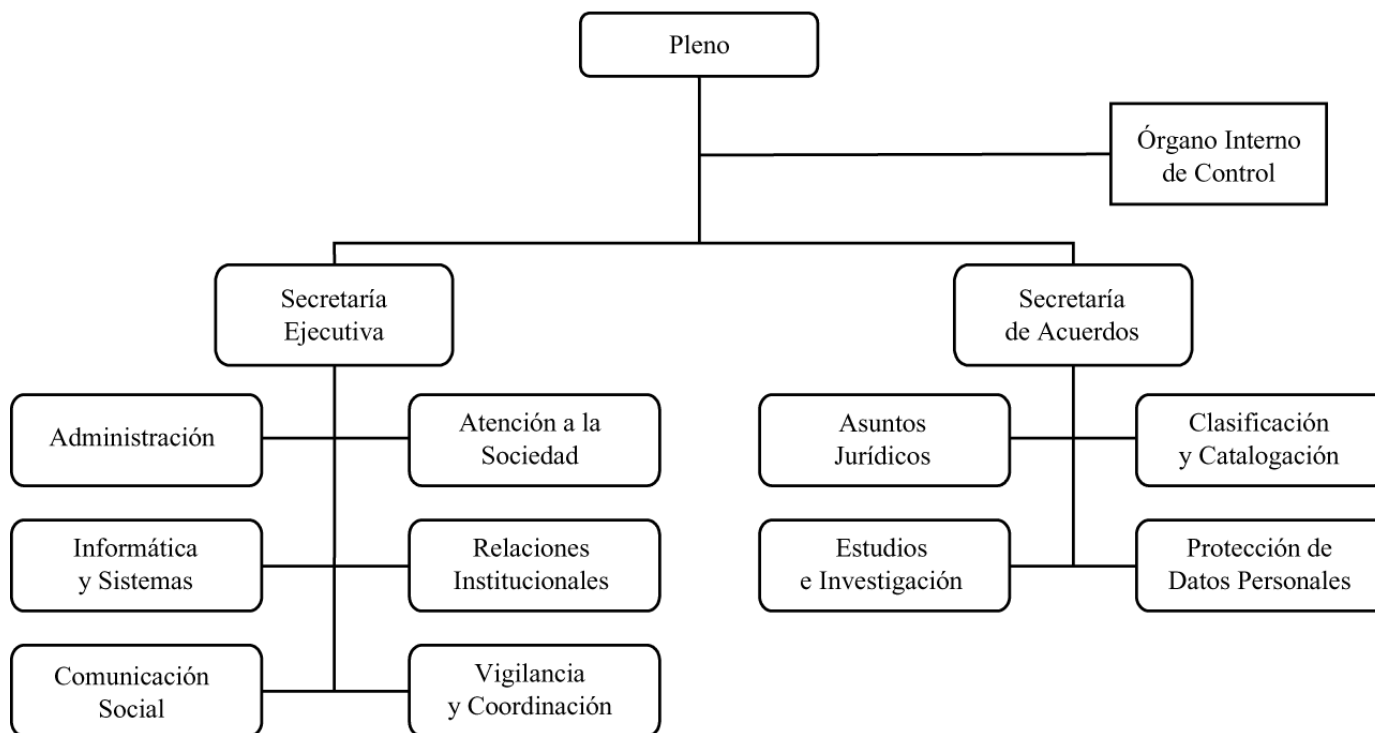 Pleno
Órgano Interno
de Control
Secretaría
Ejecutiva
Secretaría
de Acuerdos
Administración
Atención a la
Sociedad
Asuntos
Jurídicos
Clasificación
y Catalogación
Informática
y Sistemas
Relaciones
Institucionales
Estudios
e Investigación
Protección de
Datos Personales
Comunicación
Social
Vigilancia
y Coordinación